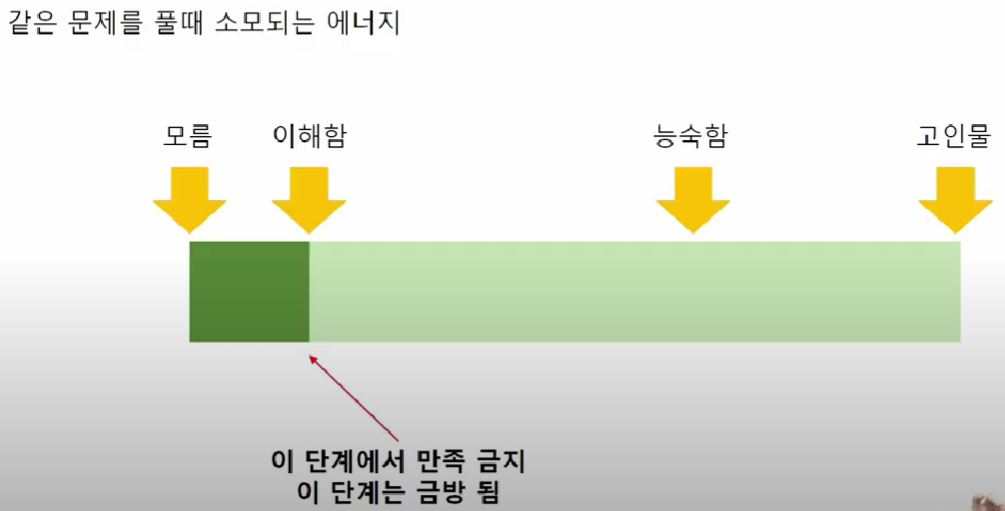 같은 문제를 풀때 소모되는 에너지
모름
이해함
능숙함
고인물
이 단계에서 만족 금지
이 단계는 금방 됨